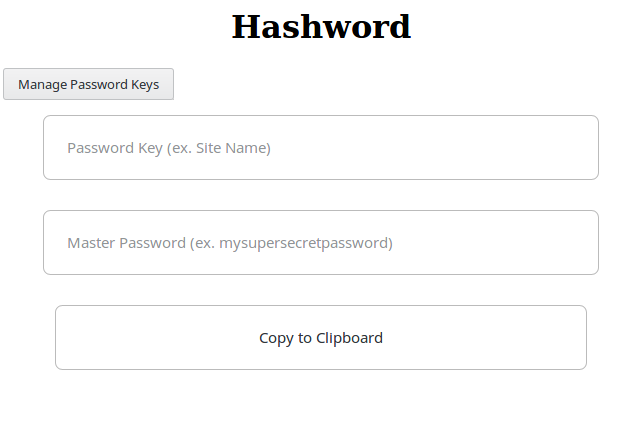 Hashword
Manage Password Keys
Password Key (ex. Site Name)
Master Password (ex. mysupersecretpassword)
Copy to Clipboard